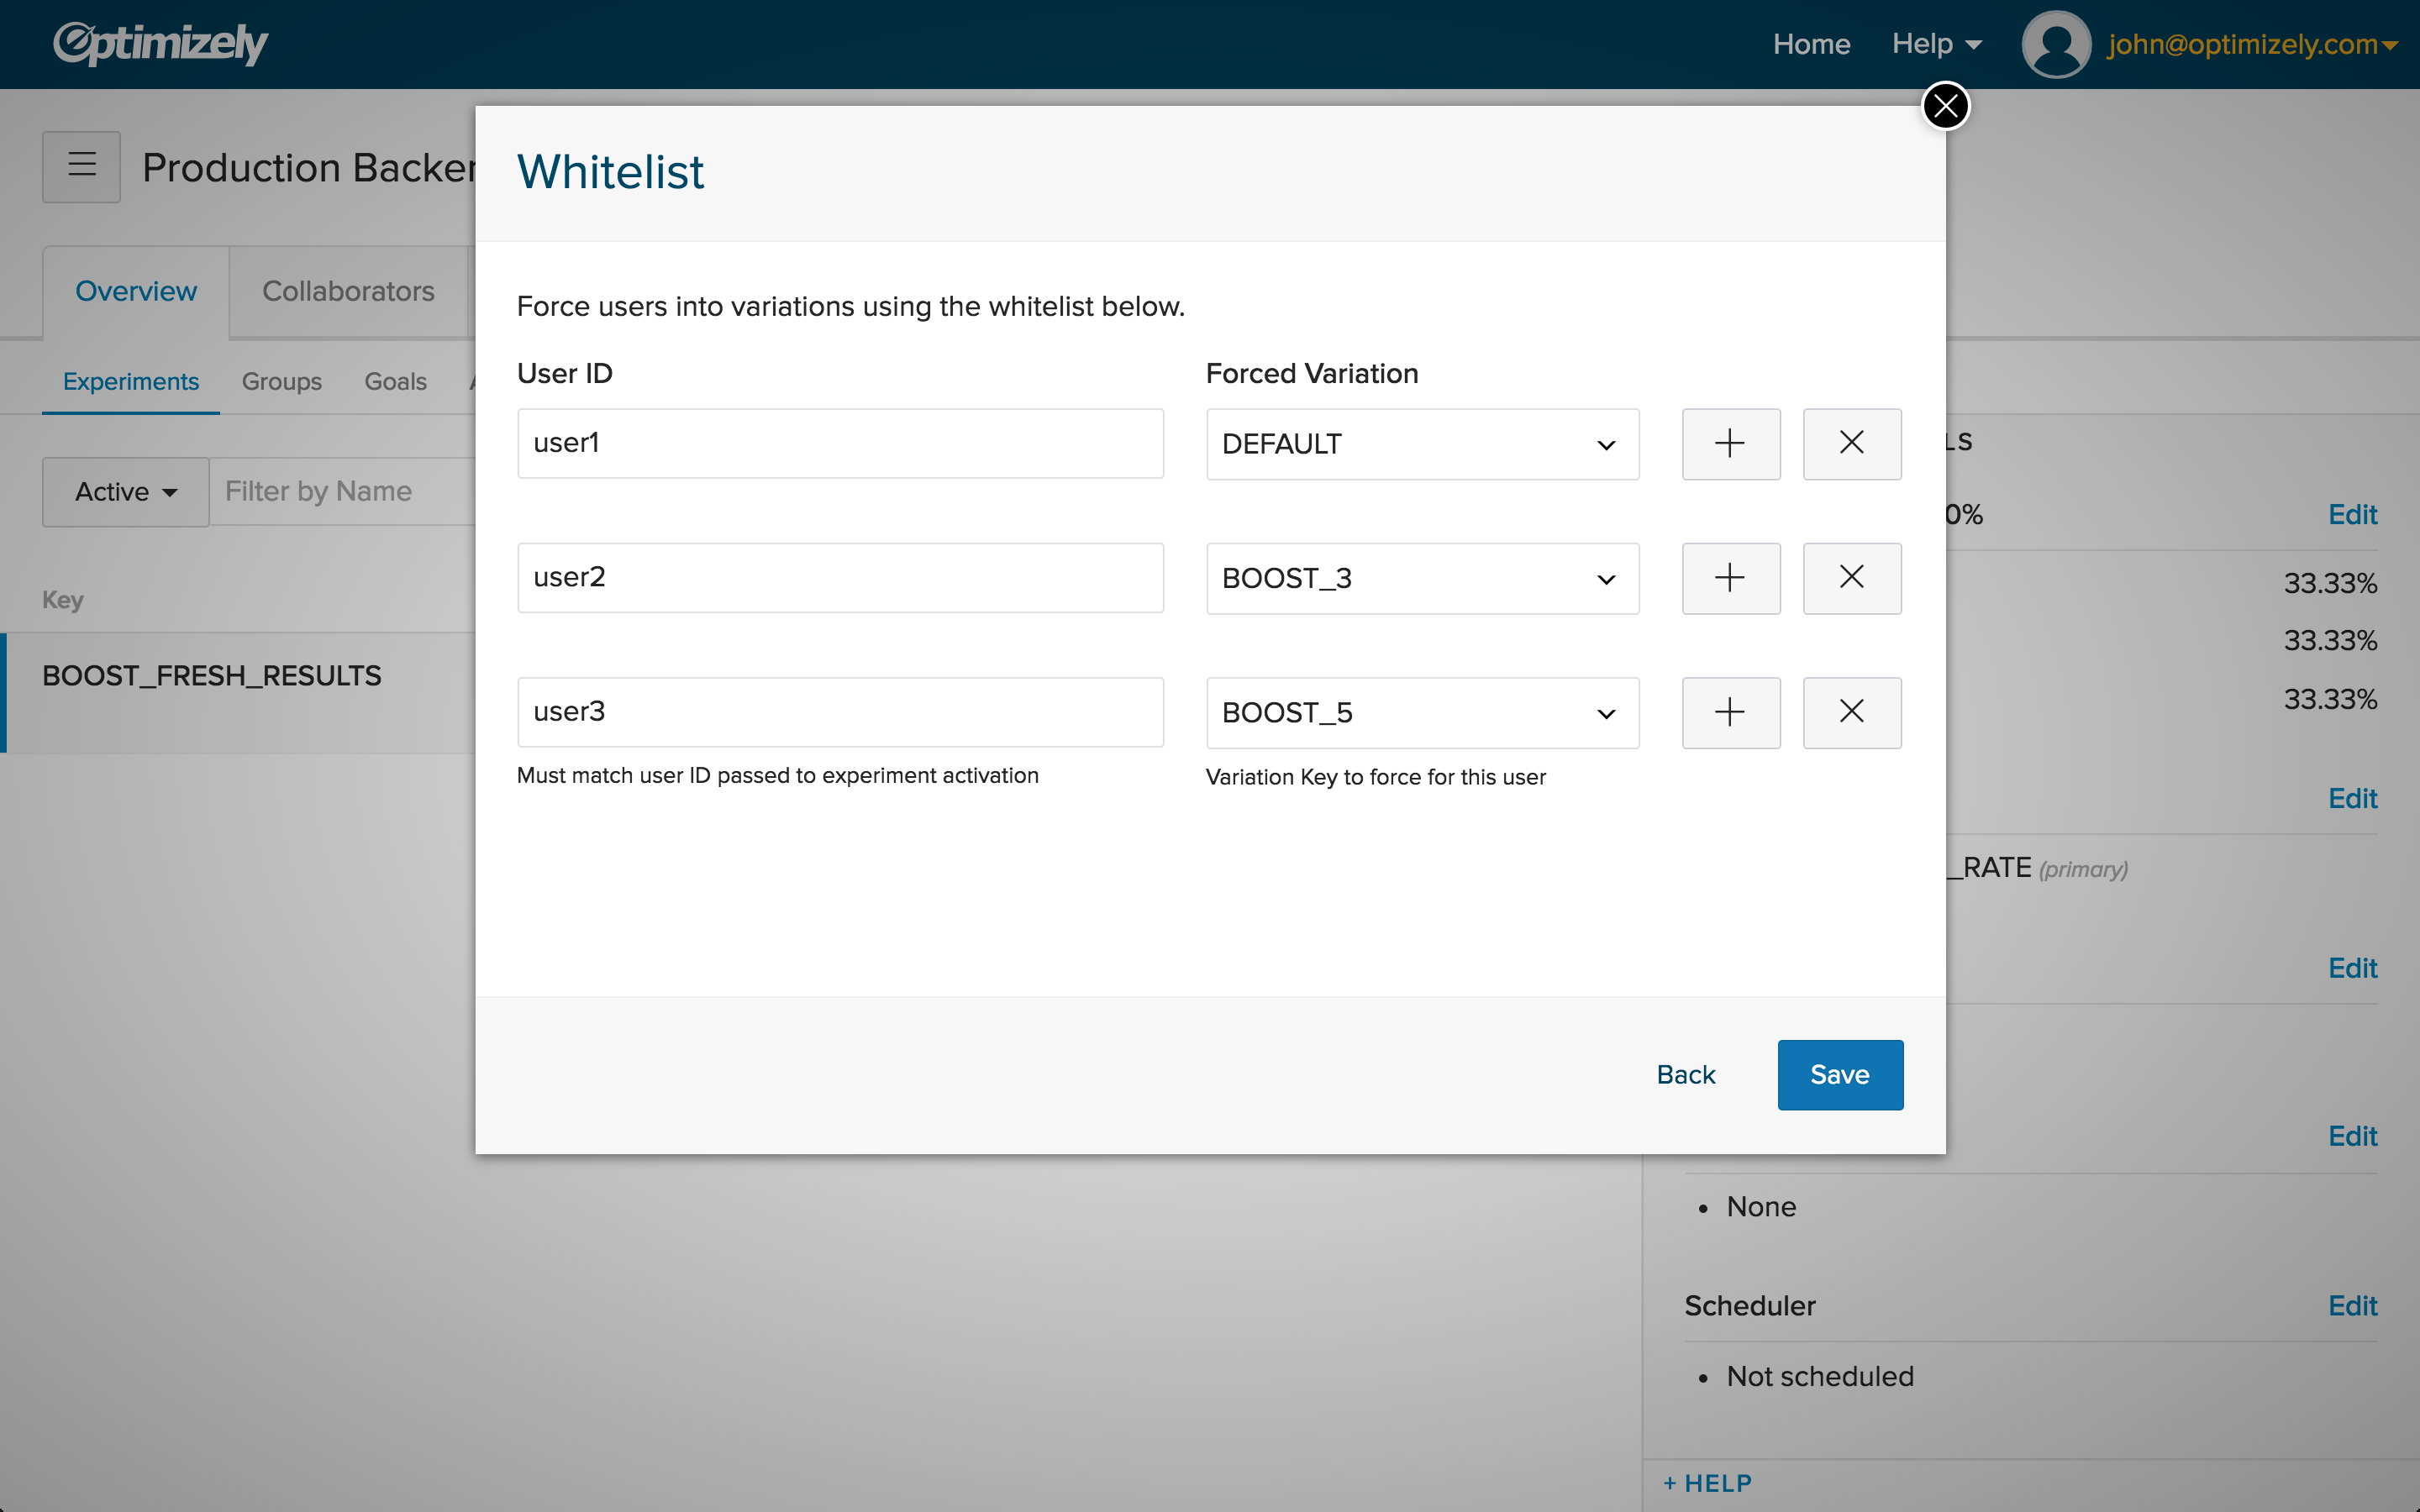 Optimizely
Home Help john@optimizely.com
Production
Whitelist
Overview Collaborators
Force users into variations using the whitelist below.
Experiments Groups Goals
User ID Forced Variation
user1 DEFAULT
Active Filter by Name
0% Edit
user2 BOOST_3
33.33%
Key
33.33%
BOOST_FRESH_RESULTS
user3 BOOST_5
33.33%
Must match user ID passed to experiment activation Variation Key to force for this user
Edit
_RATE (primary)
Edit
Back Save
Edit
None
Scheduler Edit
Not scheduled
+ HELP